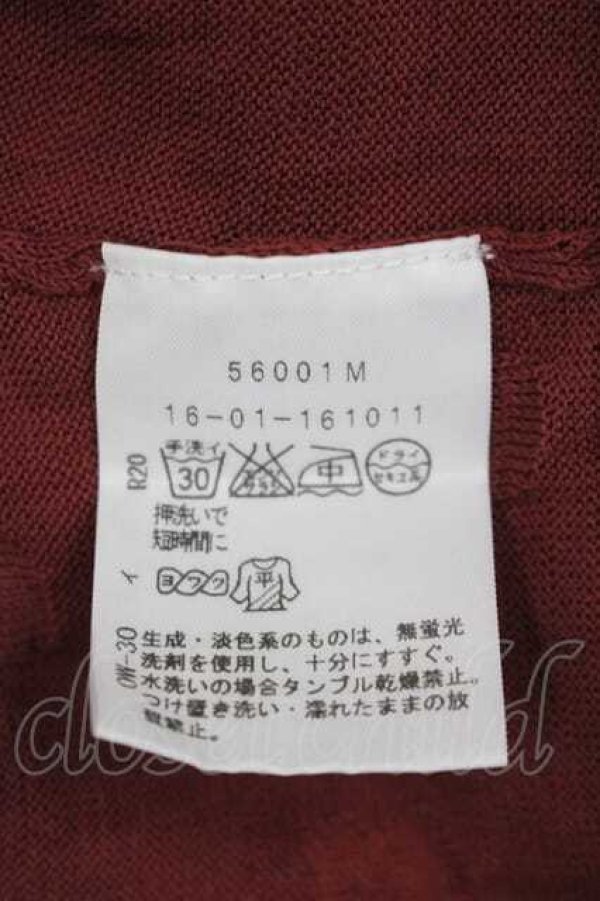 56001M
16-01-161011
R20
手洗イ
30
中
ドライ
セキユ系
押洗いで
短時間に
イ
ヨワク
平
OW-30
生成・淡色系のものは、無蛍光
洗剤を使用し、十分にすすぐ。
水洗いの場合タンブル乾燥禁止。
つけ置き洗い・濡れたままの放
置禁止。
closet child